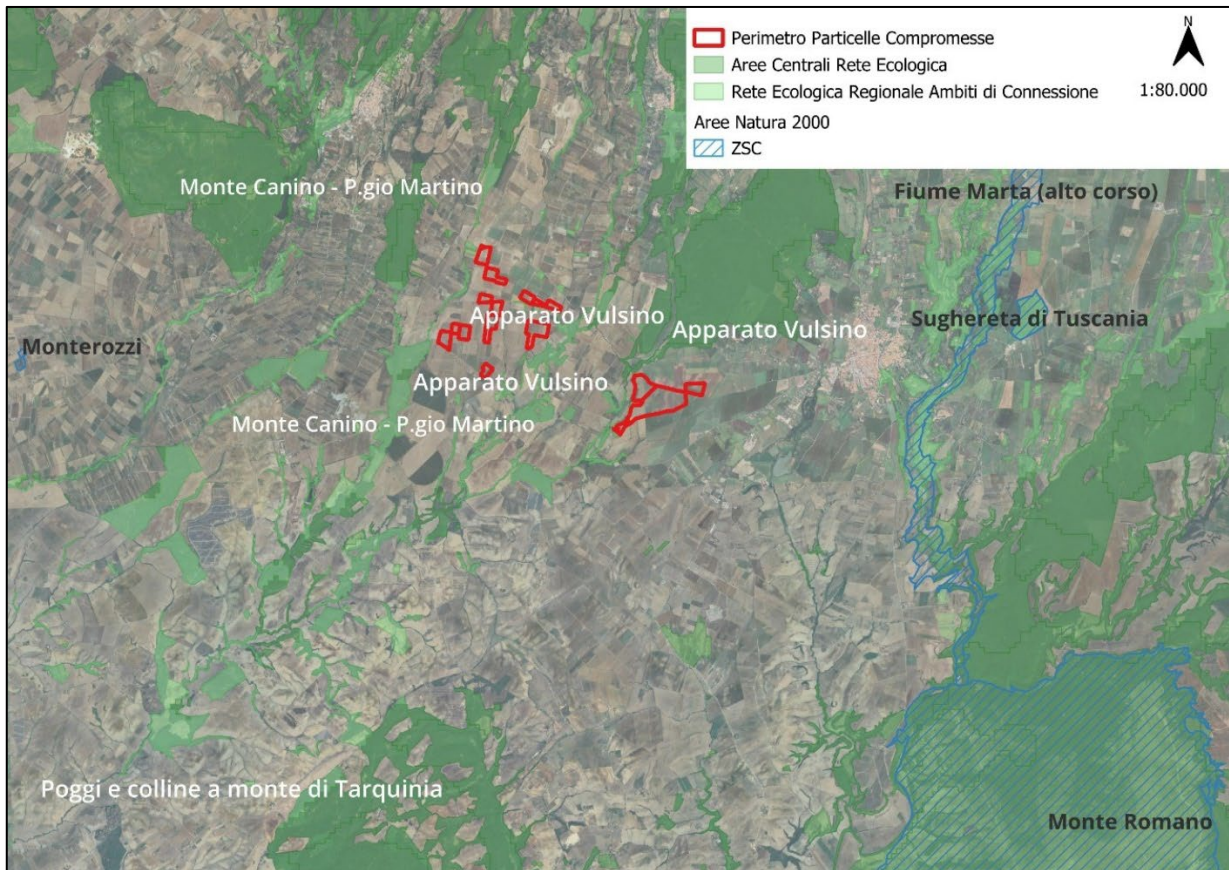 Perimetro Particelle Compromesse
Aree Centrali Rete Ecologica
Rete Ecologica Regionale Ambiti di Connessione
Aree Natura 2000
ZSC
N
1:80.000
Monte Canino - P.gio Martino
Fiume Marta (alto corso)
Apparato Vulsino
Apparato Vulsino
Sughereta di Tuscania
Monterozzi
Apparato Vulsino
Monte Canino - P.gio Martino
Poggi e colline a monte di Tarquinia
Monte Romano